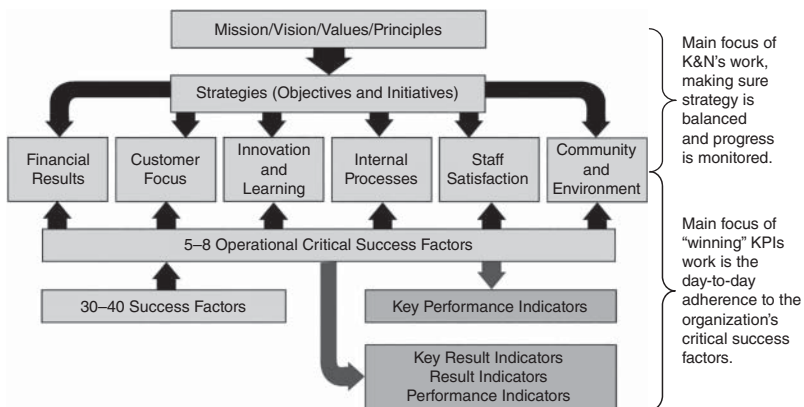 Mission/Vision/Values/Principles
Strategies (Objectives and Initiatives)
Financial
Results
Customer
Focus
Innovation
and
Learning
Internal
Processes
Staff
Satisfaction
Community
and
Environment
5–8 Operational Critical Success Factors
30–40 Success Factors
Key Performance Indicators
Key Result Indicators
Result Indicators
Performance Indicators
Main focus of
K&N’s work,
making sure
strategy is
balanced
and progress
is monitored.
Main focus of
“winning” KPIs
work is the
day-to-day
adherence to the
organization’s
critical success
factors.